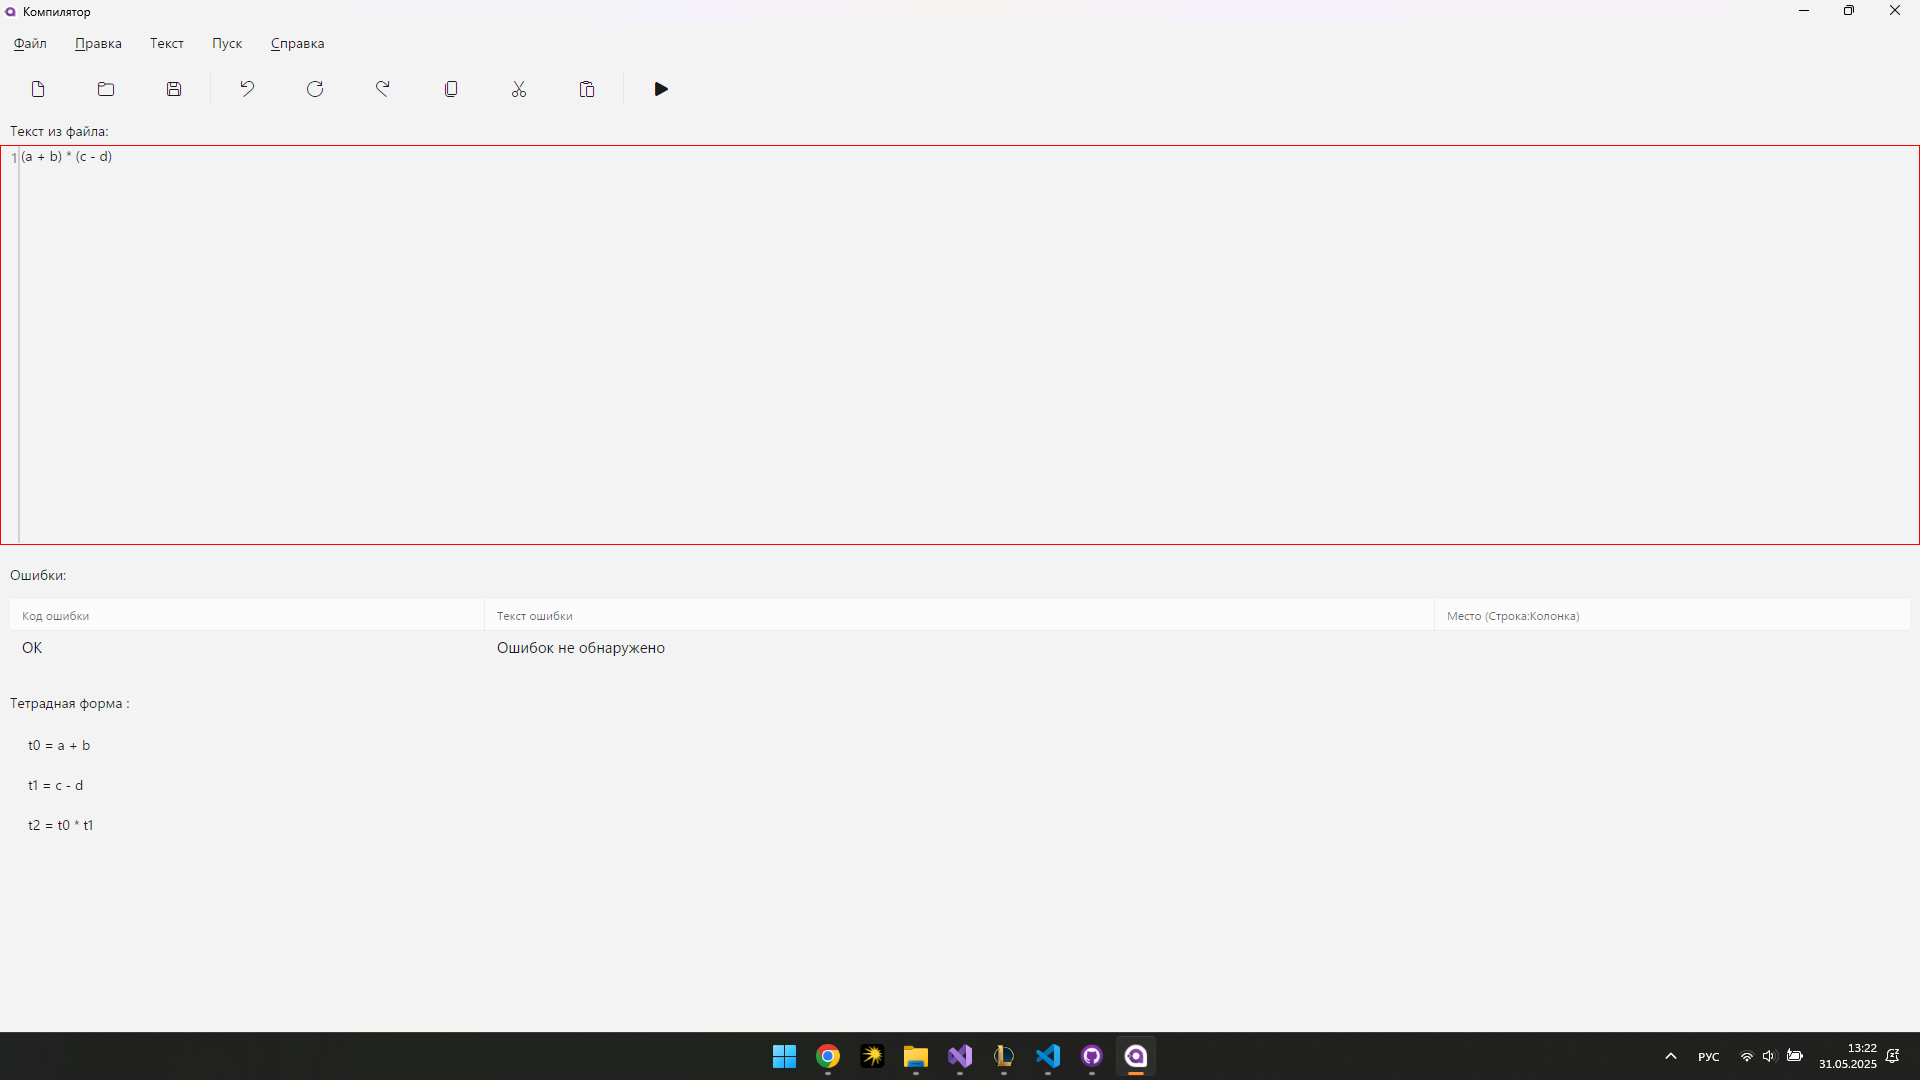 Компилятор
Файл Правка Текст Пуск Справка
Текст из файла:
1 (a + b) * (c - d)
Ошибки:
Код ошибки Текст ошибки Место (Строка:Колонка)
OK Ошибок не обнаружено
Тетрадная форма :
t0 = a + b
t1 = c - d
t2 = t0 * t1
РУС
13:22
31.05.2025